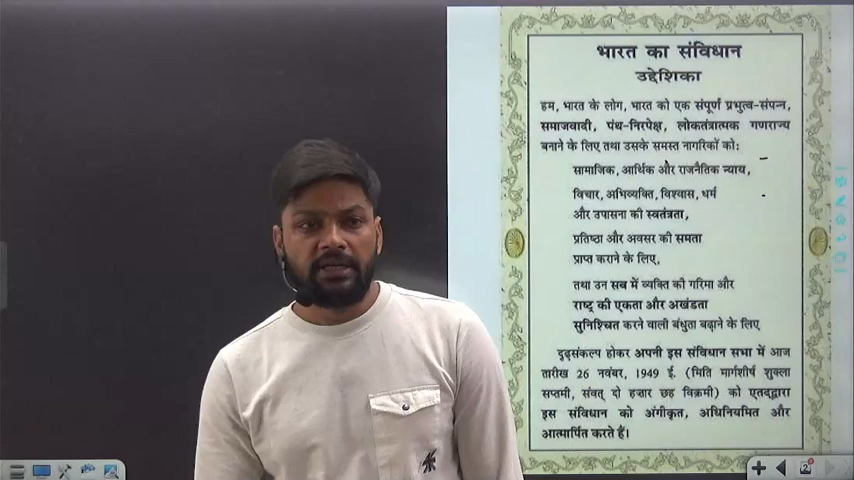 भारत का संविधान
उद्देशिका
हम, भारत के लोग, भारत को एक संपूर्ण प्रभुत्व-संपन्न,
समाजवादी, पंथ-निरपेक्ष, लोकतंत्रात्मक गणराज्य
बनाने के लिए तथा उसके समस्त नागरिकों को:
सामाजिक, आर्थिक और राजनैतिक न्याय,
विचार, अभिव्यक्ति, विश्वास, धर्म
और उपासना की स्वतंत्रता,
प्रतिष्ठा और अवसर की समता
प्राप्त कराने के लिए,
तथा उन सब में व्यक्ति की गरिमा और
राष्ट्र की एकता और अखंडता
सुनिश्चित करने वाली बंधुता बढ़ाने के लिए
दृढ़संकल्प होकर अपनी इस संविधान सभा में आज
तारीख 26 नवंबर, 1949 ई. (मिति मार्गशीर्ष शुक्ला
सप्तमी, संवत् दो हज़ार छह विक्रमी) को एतद्द्वारा
इस संविधान को अंगीकृत, अधिनियमित और
आत्मार्पित करते हैं।
2